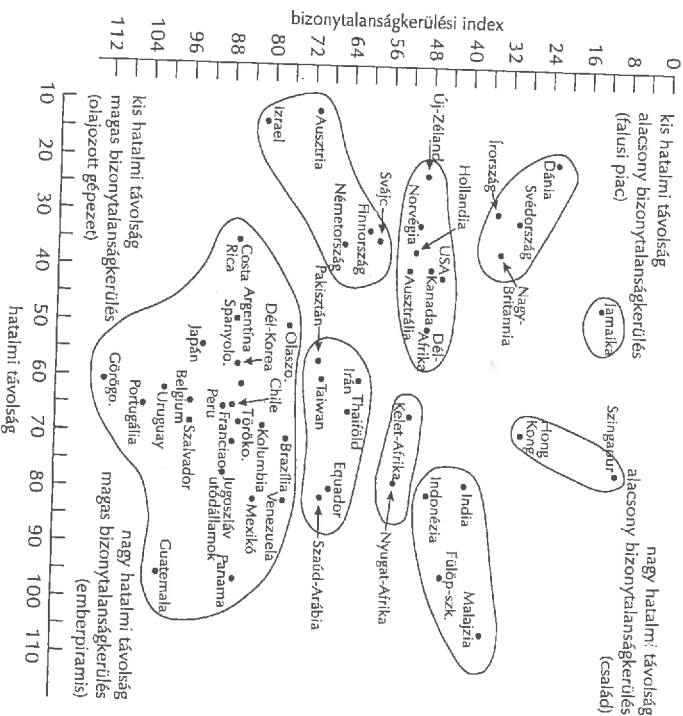 bizonytalanságkerülési index
112 104 96 88 80 72 64 56 48 40 32 24 16 8 0
kis hatalmi távolság
alacsony bizonytalanságkerülés
(falusi piac)
nagy hatalmi távolság
alacsony bizonytalanságkerülés
(család)
kis hatalmi távolság
magas bizonytalanságkerülés
(olajozott gépezet)
nagy hatalmi távolság
magas bizonytalanságkerülés
(emberpiramis)
10 20 30 40 50 60 70 80 90 100 110
hatalmi távolság
Dánia
Svédország
Írország
Nagy-
Britannia
Jamaika
Szingapur
Hong
Kong
Új-Zéland
Hollandia
Norvégia
USA
Kanada
Ausztrália
Dél-
Afrika
India
Indonézia
Fülöp-szk.
Malajzia
Kelet-Afrika
Nyugat-Afrika
Izrael
Ausztria
Svájc
Finnország
Németország
Pakisztán
Irán
Thaiföld
Taiwan
Equador
Szaúd-Arábia
Costa
Rica
Olaszo.
Argentína
Spanyolo.
Dél-Korea
Japán
Chile
Töröko.
Kolumbia
Brazília
Venezuela
Mexikó
Peru
Franciao.
Jugoszláv
utódállamok
Panama
Belgium
Szalvador
Uruguay
Portugália
Görögo.
Guatemala